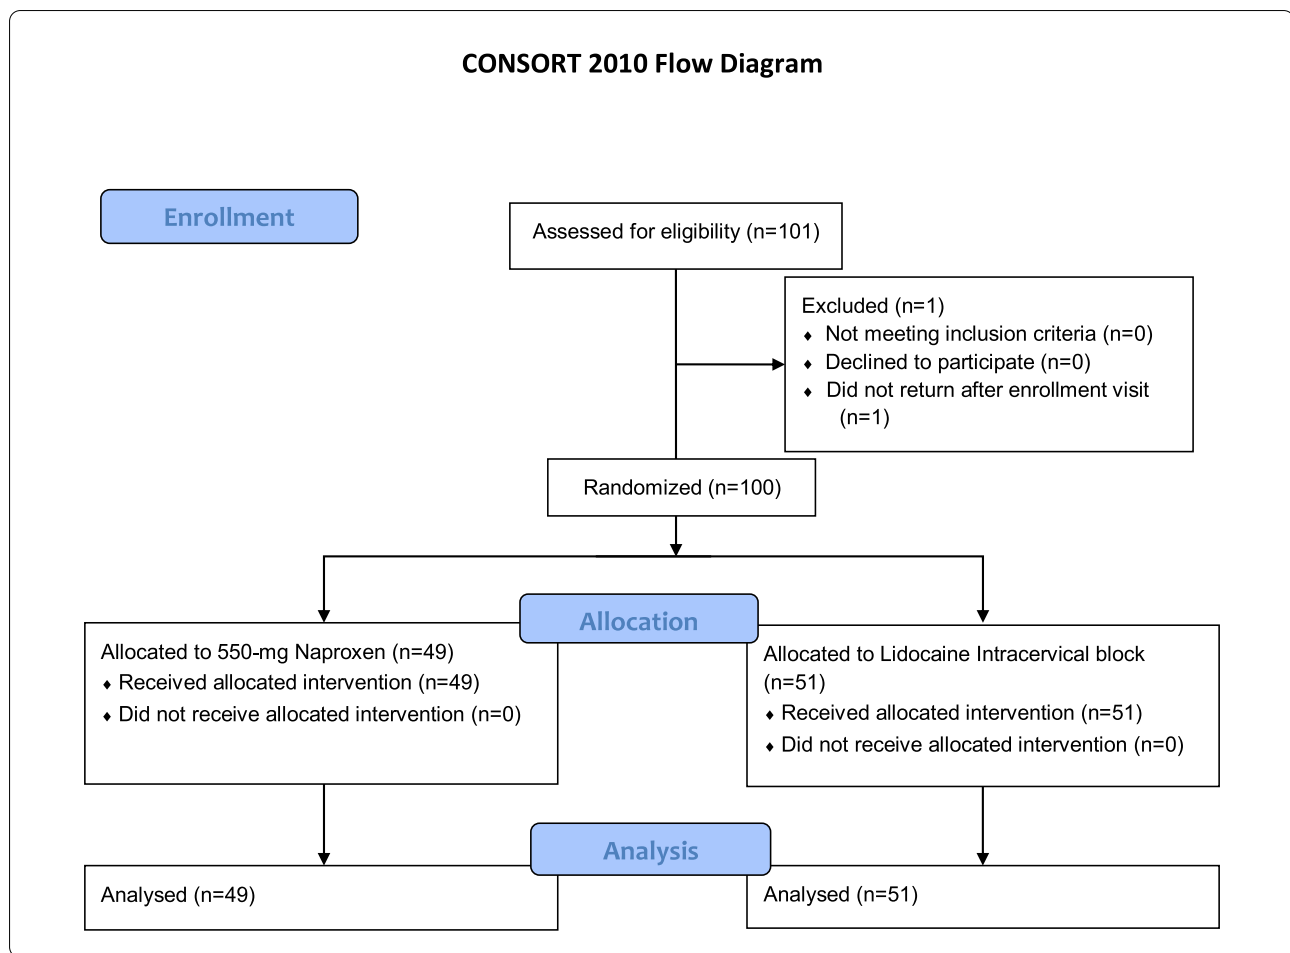 CONSORT 2010 Flow Diagram
Enrollment
Assessed for eligibility (n=101)
Excluded (n=1)
♦ Not meeting inclusion criteria (n=0)
♦ Declined to participate (n=0)
♦ Did not return after enrollment visit
(n=1)
Randomized (n=100)
Allocation
Allocated to 550-mg Naproxen (n=49)
♦ Received allocated intervention (n=49)
♦ Did not receive allocated intervention (n=0)
Allocated to Lidocaine Intracervical block
(n=51)
♦ Received allocated intervention (n=51)
♦ Did not receive allocated intervention (n=0)
Analysis
Analysed (n=49)
Analysed (n=51)